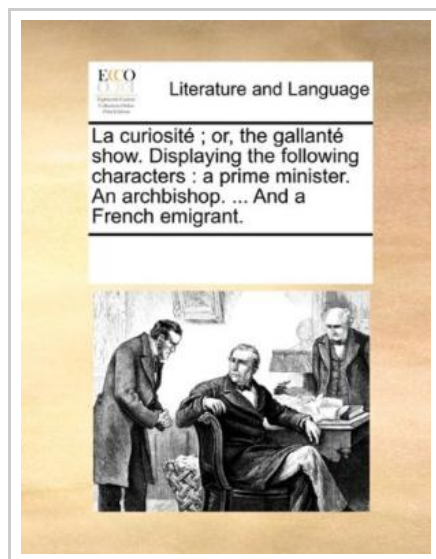 ECCO
Literature and Language
La curiosité ; or, the gallanté
show. Displaying the following
characters : a prime minister.
An archbishop. ... And a
French emigrant.